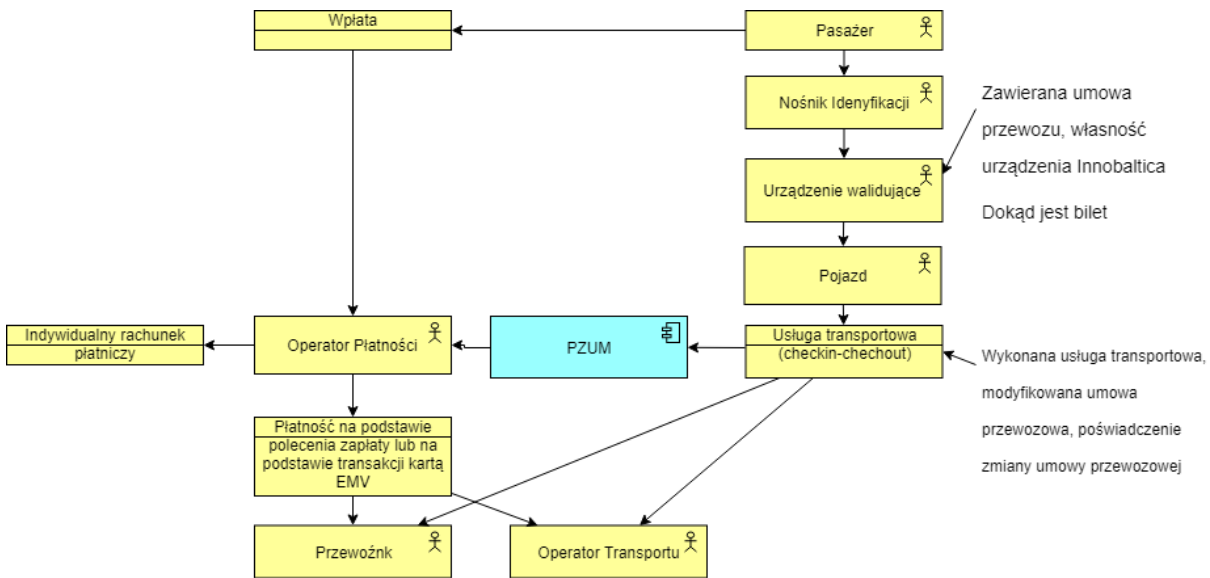 Wpłata
Pasażer
Nośnik Idenyfikacji
Zawierana umowa
przewozu, własność
urządzenia Innobaltica
Dokąd jest bilet
Urządzenie walidujące
Pojazd
Indywidualny rachunek
płatniczy
Operator Płatności
PZUM
Usługa transportowa
(checkin-chechout)
Wykonana usługa transportowa,
modyfikowana umowa
przewozowa, poświadczenie
zmiany umowy przewozowej
Płatność na podstawie
polecenia zapłaty lub na
podstawie transakcji kartą
EMV
Przewoźnk
Operator Transportu